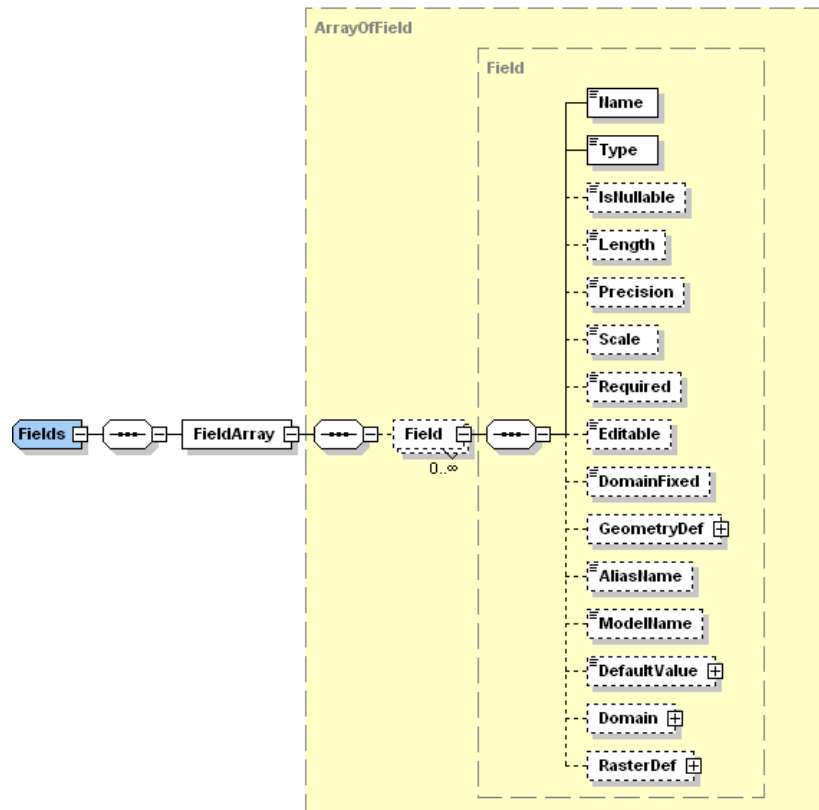 ArrayOfField
Field
Name
Type
IsNullable
Length
Precision
Scale
Required
Fields
FieldArray
Field
0..∞
Editable
DomainFixed
GeometryDef
AliasName
ModelName
DefaultValue
Domain
RasterDef